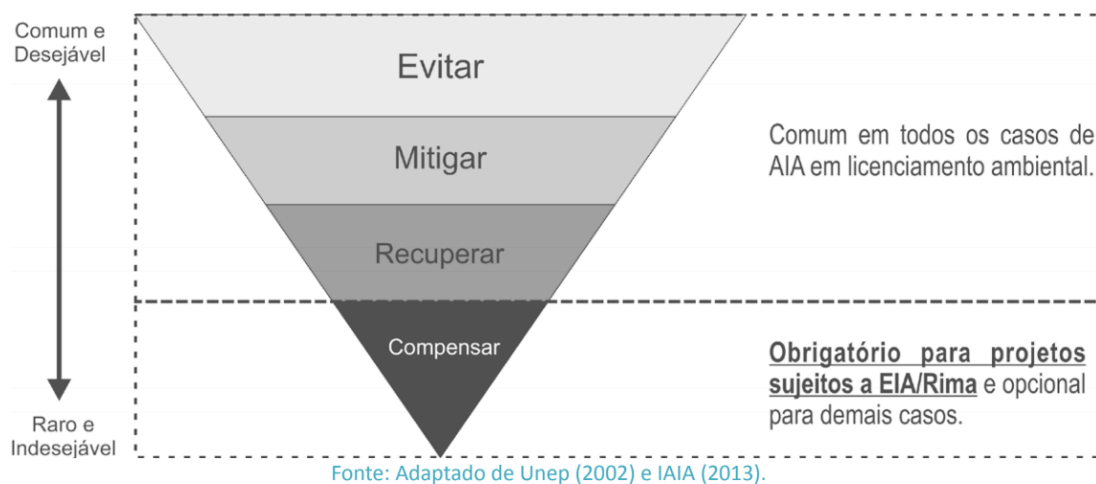 Comum e
Desejável
Evitar
Mitigar
Recuperar
Compensar
Raro e
Indesejável
Comum em todos os casos de
AIA em licenciamento ambiental.
Obrigatório para projetos
sujeitos a EIA/Rima e opcional
para demais casos.
Fonte: Adaptado de Unep (2002) e IAIA (2013).